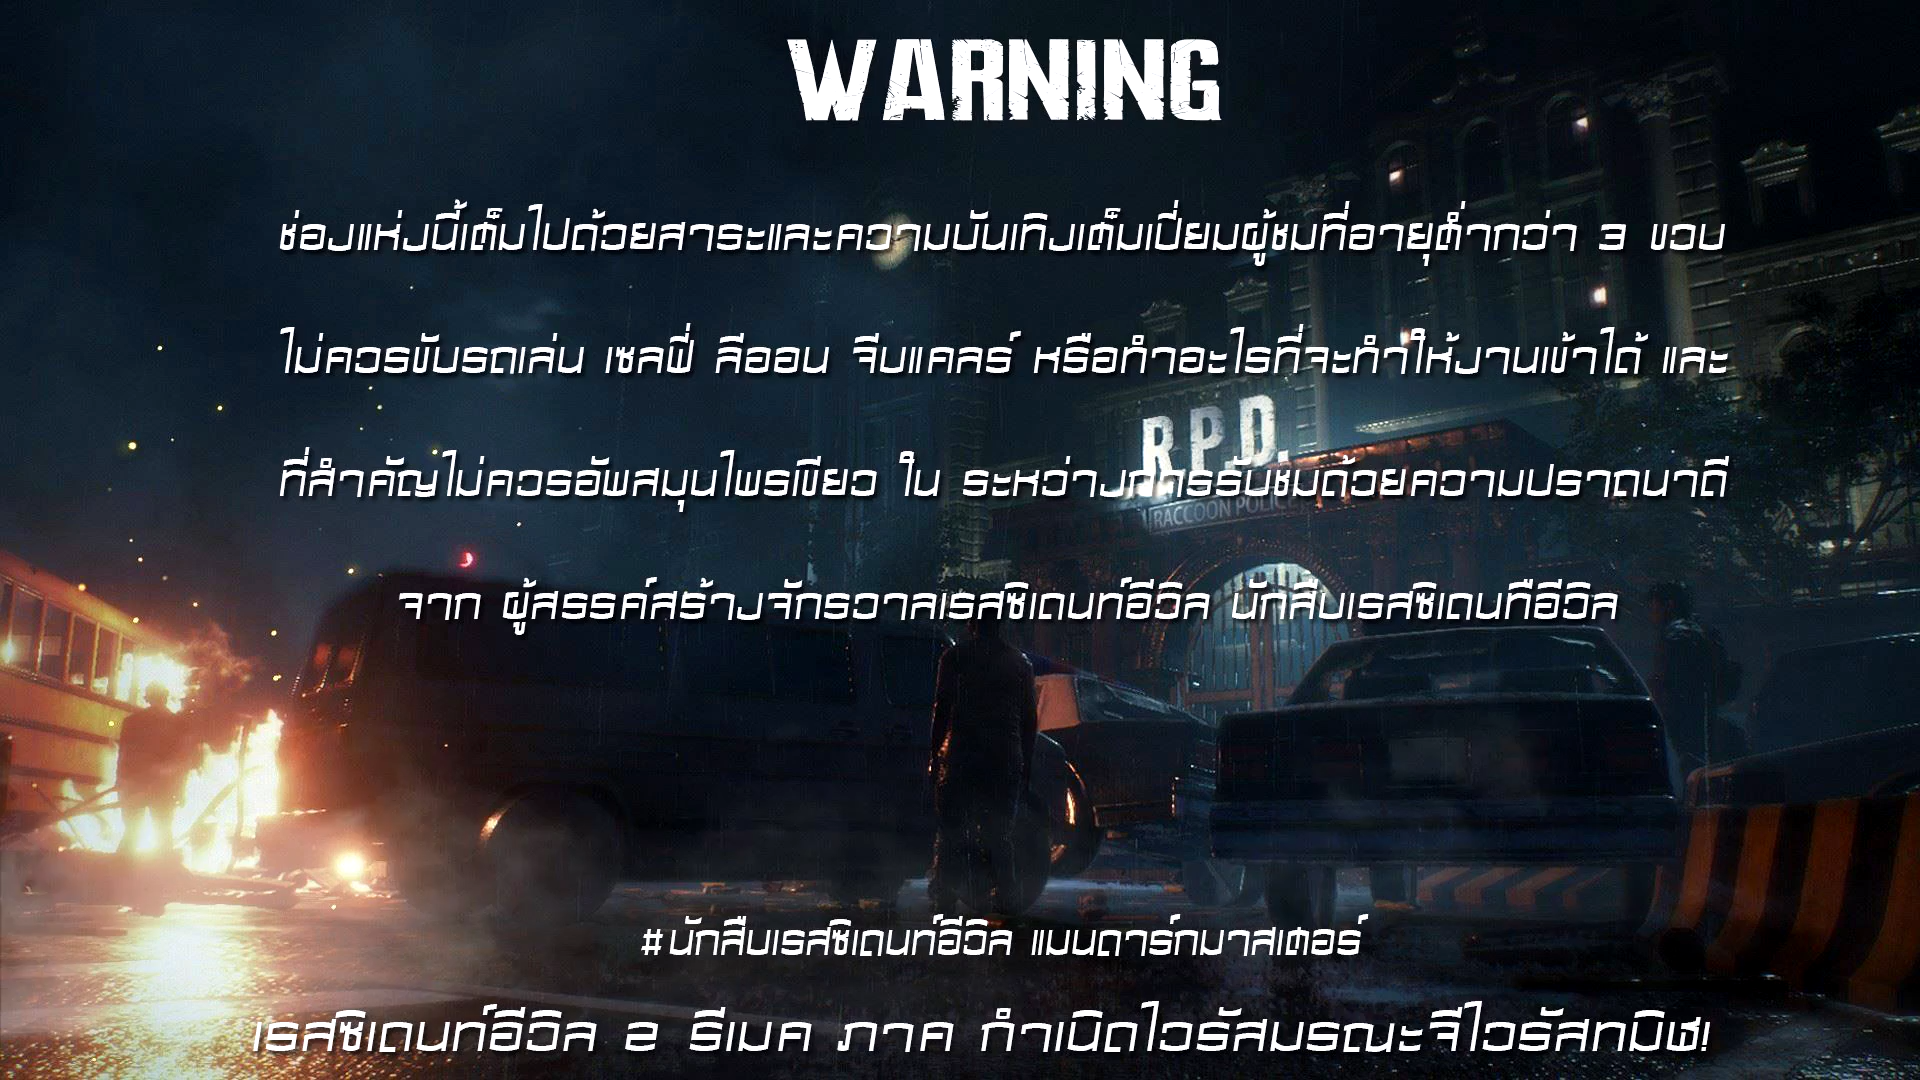 WARNING
ช่องแห่งนี้เต็มไปด้วยสาระและความบันเทิงเต็มเปี่ยมผู้ชมที่อายุต่ำกว่า 3 ขวบ
ไม่ควรขับรถเล่น เซลฟี่ ลีออน จีบแคลร์ หรือทำอะไรที่จะทำให้งานเข้าได้ และ
R.P.D.
ที่สำคัญไม่ควรอัพสมุนไพรเขียว ใน ระหว่างการรับชมด้วยความปราถนาดี
RACCOON POLICE
จาก ผู้สรรค์สร้างจักรวาลเรสซิเดนท์อีวิล นักสืบเรสซิเดนทือีวิล
#นักสืบเรสซิเดนท์อีวิล แมนดาร์กมาสเตอร์
เรสซิเดนท์อีวิล 2 รีเมค ภาค กำเนิดไวรัสมรณะจีไวรัสทมิฬ!